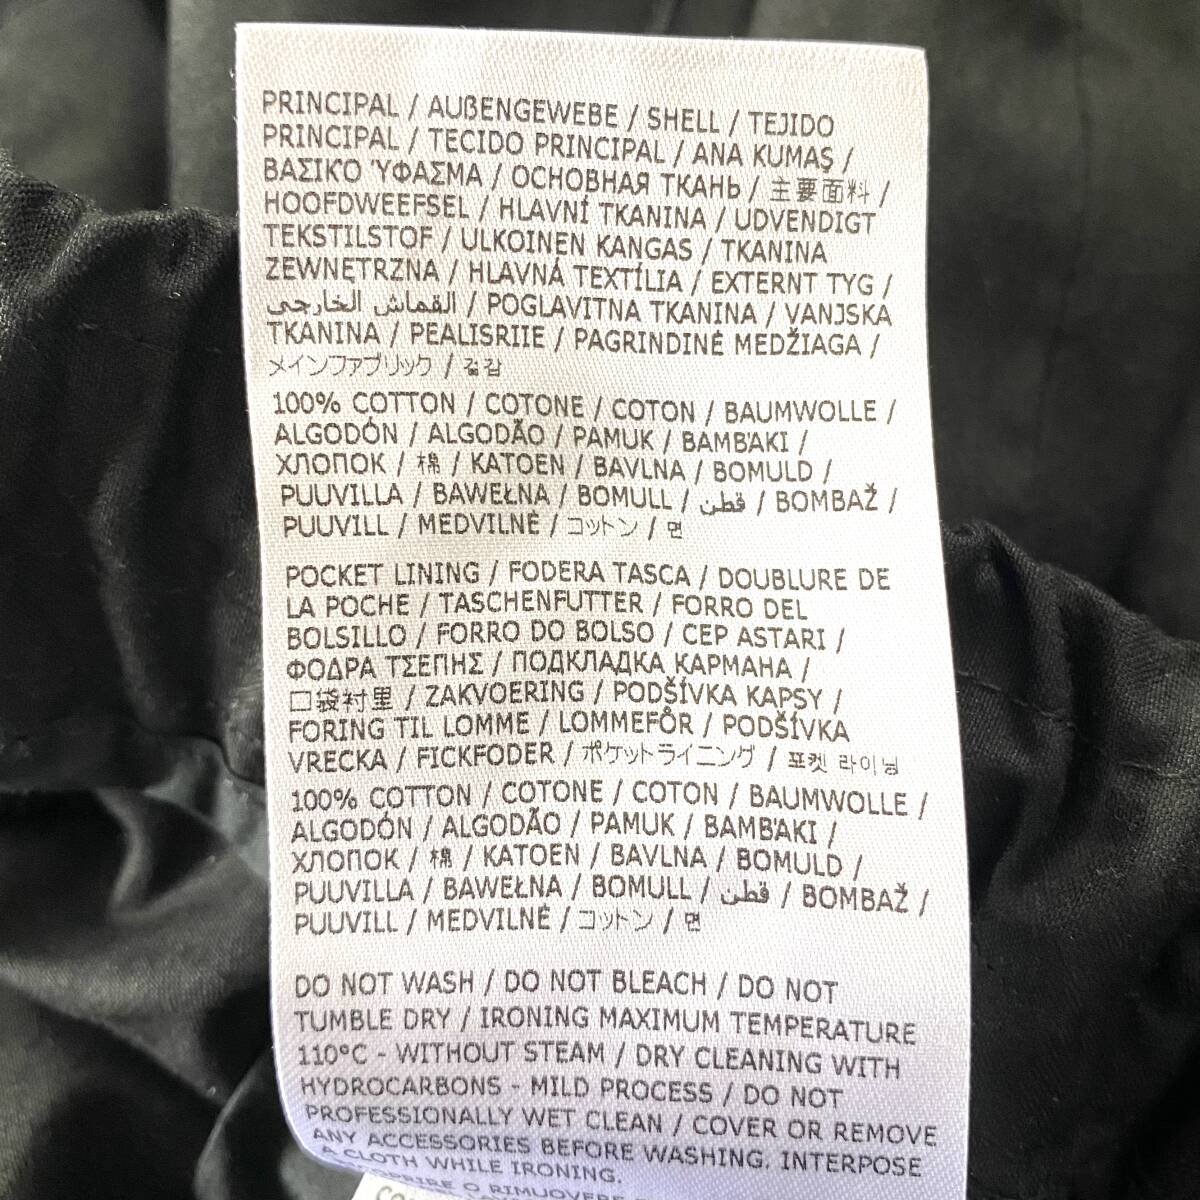 PRINCIPAL / AUßENGEWEBE / SHELL / TEJIDO
PRINCIPAL / TECIDO PRINCIPAL / ANA KUMAŞ /
ΒΑΣΙΚΌ ΎΦΑΣΜΑ / ОСНОВНАЯ ТКАНЬ / 主要面料 /
HOOFDWEEFSEL / HLAVNÍ TKANINA / UDVENDIGT
TEKSTILSTOF / ULKOINEN KANGAS / TKANINA
ZEWNĘTRZNA / HLAVNÁ TEXTÍLIA / EXTERNT TYG /
القماش الخارجي / POGLAVITNA TKANINA / VANJSKA
TKANINA / PEALISRIIE / PAGRINDINĖ MEDŽIAGA /
メインファブリック / 겉감
100% COTTON / COTONE / COTON / BAUMWOLLE /
ALGODÓN / ALGODÃO / PAMUK / ΒΑΜΒΆΚΙ /
ХЛОПОК / 棉 / KATOEN / BAVLNA / BOMULD /
PUUVILLA / BAWEŁNA / BOMULL / قطن / BOMBAŽ /
PUUVILL / MEDVILNĖ / コットン / 면
POCKET LINING / FODERA TASCA / DOUBLURE DE
LA POCHE / TASCHENFUTTER / FORRO DEL
BOLSILLO / FORRO DO BOLSO / CEP ASTARI /
ΦΟΔΡΑ ΤΣΕΠΗΣ / ПОДКЛАДКА КАРМАНА /
口袋衬里 / ZAKVOERING / PODŠÍVKA KAPSY /
FORING TIL LOMME / LOMMEFÔR / PODŠÍVKA
VRECKA / FICKFODER / ポケットライニング / 포켓 라이닝
100% COTTON / COTONE / COTON / BAUMWOLLE /
ALGODÓN / ALGODÃO / PAMUK / ΒΑΜΒΆΚΙ /
ХЛОПОК / 棉 / KATOEN / BAVLNA / BOMULD /
PUUVILLA / BAWEŁNA / BOMULL / قطن / BOMBAŽ /
PUUVILL / MEDVILNĖ / コットン / 면
DO NOT WASH / DO NOT BLEACH / DO NOT
TUMBLE DRY / IRONING MAXIMUM TEMPERATURE
110°C - WITHOUT STEAM / DRY CLEANING WITH
HYDROCARBONS - MILD PROCESS / DO NOT
PROFESSIONALLY WET CLEAN / COVER OR REMOVE
ANY ACCESSORIES BEFORE WASHING. INTERPOSE
A CLOTH WHILE IRONING.
O RIMUOVERE